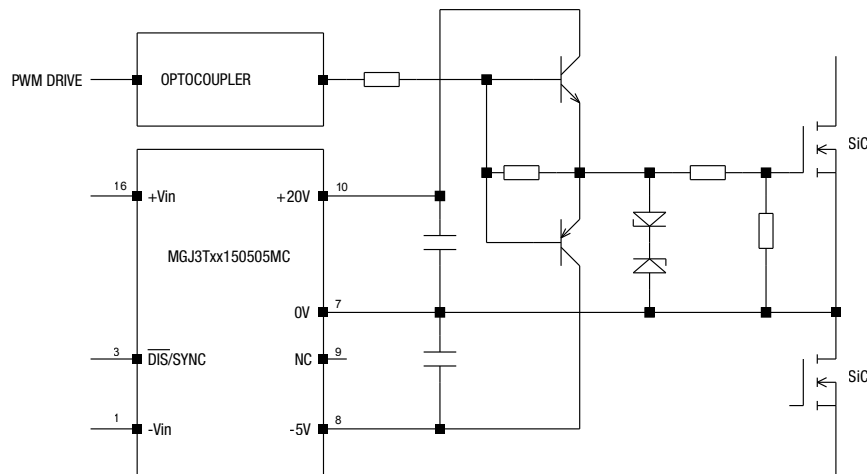 PWM DRIVE
OPTOCOUPLER
SiC
16
+Vin
+20V
10
MGJ3Txx150505MC
0V
7
3
DIS/SYNC
NC
9
SiC
1
-Vin
-5V
8